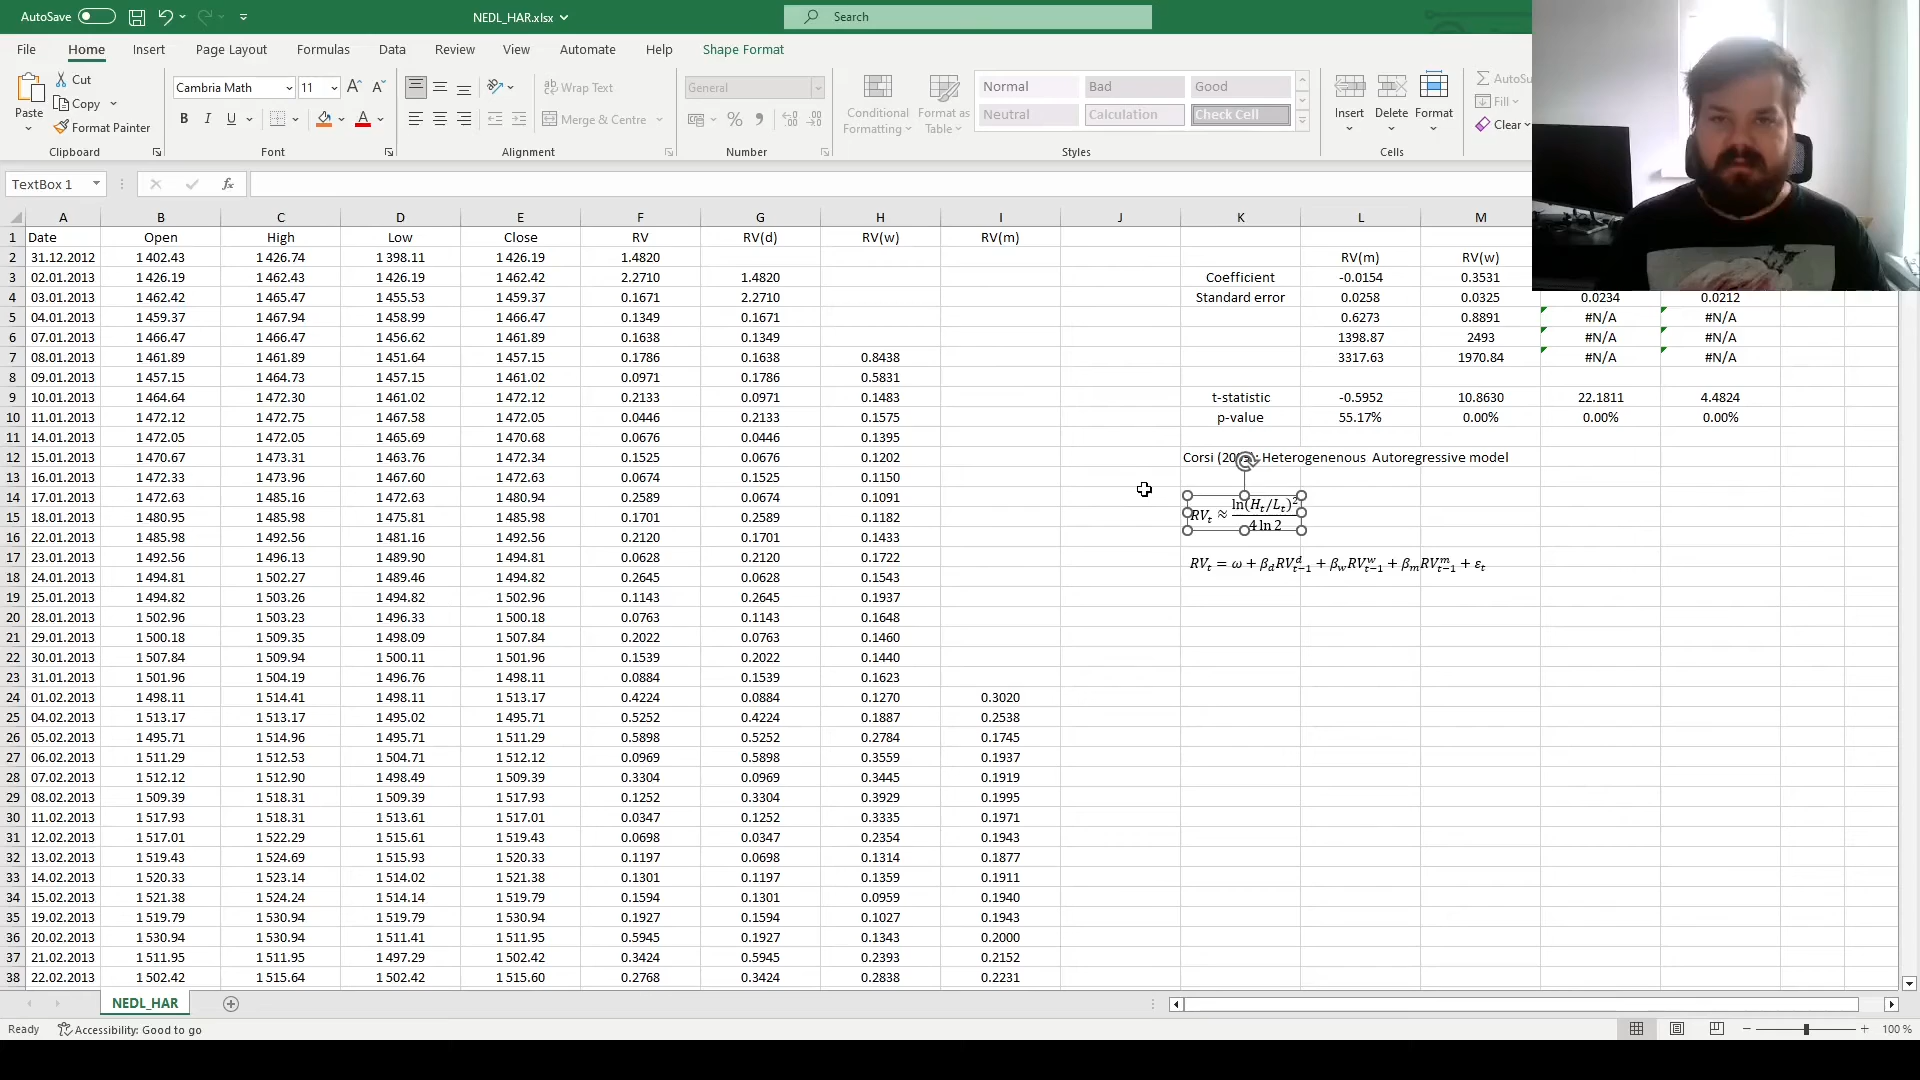 AutoSave
NEDL_HAR.xlsx
Search
File Home Insert Page Layout Formulas Data Review View Automate Help Shape Format
Paste
Cut
Copy
Format Painter
Clipboard
Cambria Math 11
B I U
Font
Wrap Text
Merge & Centre
Alignment
General
Number
Conditional Formatting
Format as Table
Normal Bad Good
Neutral Calculation Check Cell
Styles
Insert Delete Format
Cells
Fill
Clear
TextBox 1
A B C D E F G H I J K L M
1 Date Open High Low Close RV RV(d) RV(w) RV(m)
2 31.12.2012 1 402.43 1 426.74 1 398.11 1 426.19 1.4820 RV(m) RV(w)
3 02.01.2013 1 426.19 1 462.43 1 426.19 1 462.42 2.2710 1.4820 Coefficient -0.0154 0.3531
4 03.01.2013 1 462.42 1 465.47 1 455.53 1 459.37 0.1671 2.2710 Standard error 0.0258 0.0325 0.0234 0.0212
5 04.01.2013 1 459.37 1 467.94 1 458.99 1 466.47 0.1349 0.1671 0.6273 0.8891 #N/A #N/A
6 07.01.2013 1 466.47 1 466.47 1 456.62 1 461.89 0.1638 0.1349 1398.87 2493 #N/A #N/A
7 08.01.2013 1 461.89 1 461.89 1 451.64 1 457.15 0.1786 0.1638 0.8438 3317.63 1970.84 #N/A #N/A
8 09.01.2013 1 457.15 1 464.73 1 457.15 1 461.02 0.0971 0.1786 0.5831
9 10.01.2013 1 464.64 1 472.30 1 461.02 1 472.12 0.2133 0.0971 0.1483 t-statistic -0.5952 10.8630 22.1811 4.4824
10 11.01.2013 1 472.12 1 472.75 1 467.58 1 472.05 0.0446 0.2133 0.1575 p-value 55.17% 0.00% 0.00% 0.00%
11 14.01.2013 1 472.05 1 472.05 1 465.69 1 470.68 0.0676 0.0446 0.1395
12 15.01.2013 1 470.67 1 473.31 1 463.76 1 472.34 0.1525 0.0676 0.1202 Corsi Heterogenenous Autoregressive model
13 16.01.2013 1 472.33 1 473.96 1 467.60 1 472.63 0.0674 0.1525 0.1150
14 17.01.2013 1 472.63 1 485.16 1 472.63 1 480.94 0.2589 0.0674 0.1091
15 18.01.2013 1 480.95 1 485.98 1 475.81 1 485.98 0.1701 0.2589 0.1182 RVₜ ≈ ln(Hₜ/Lₜ)² / 4 ln 2
16 22.01.2013 1 485.98 1 492.56 1 481.16 1 492.56 0.2120 0.1701 0.1433
17 23.01.2013 1 492.56 1 496.13 1 489.90 1 494.81 0.0628 0.2120 0.1722 RVₜ = ω + β_d RV^d_{t−1} + β_w RV^w_{t−1} + β_m RV^m_{t−1} + εₜ
18 24.01.2013 1 494.81 1 502.27 1 489.46 1 494.82 0.2645 0.0628 0.1543
19 25.01.2013 1 494.82 1 503.26 1 494.82 1 502.96 0.1143 0.2645 0.1937
20 28.01.2013 1 502.96 1 503.23 1 496.33 1 500.18 0.0763 0.1143 0.1648
21 29.01.2013 1 500.18 1 509.35 1 498.09 1 507.84 0.2022 0.0763 0.1460
22 30.01.2013 1 507.84 1 509.94 1 500.11 1 501.96 0.1539 0.2022 0.1440
23 31.01.2013 1 501.96 1 504.19 1 496.76 1 498.11 0.0884 0.1539 0.1623
24 01.02.2013 1 498.11 1 514.41 1 498.11 1 513.17 0.4224 0.0884 0.1270 0.3020
25 04.02.2013 1 513.17 1 513.17 1 495.02 1 495.71 0.5252 0.4224 0.1887 0.2538
26 05.02.2013 1 495.71 1 514.96 1 495.71 1 511.29 0.5898 0.5252 0.2784 0.1745
27 06.02.2013 1 511.29 1 512.53 1 504.71 1 512.12 0.0969 0.5898 0.3559 0.1937
28 07.02.2013 1 512.12 1 512.90 1 498.49 1 509.39 0.3304 0.0969 0.3445 0.1919
29 08.02.2013 1 509.39 1 518.31 1 509.39 1 517.93 0.1252 0.3304 0.3929 0.1995
30 11.02.2013 1 517.93 1 518.31 1 513.61 1 517.01 0.0347 0.1252 0.3335 0.1971
31 12.02.2013 1 517.01 1 522.29 1 515.61 1 519.43 0.0698 0.0347 0.2354 0.1943
32 13.02.2013 1 519.43 1 524.69 1 515.93 1 520.33 0.1197 0.0698 0.1314 0.1877
33 14.02.2013 1 520.33 1 523.14 1 514.02 1 521.38 0.1301 0.1197 0.1359 0.1911
34 15.02.2013 1 521.38 1 524.24 1 514.14 1 519.79 0.1594 0.1301 0.0959 0.1940
35 19.02.2013 1 519.79 1 530.94 1 519.79 1 530.94 0.1927 0.1594 0.1027 0.1943
36 20.02.2013 1 530.94 1 530.94 1 511.41 1 511.95 0.5945 0.1927 0.1343 0.2000
37 21.02.2013 1 511.95 1 511.95 1 497.29 1 502.42 0.3424 0.5945 0.2393 0.2152
38 22.02.2013 1 502.42 1 515.64 1 502.42 1 515.60 0.2768 0.3424 0.2838 0.2231
NEDL_HAR
Ready Accessibility: Good to go 100 %